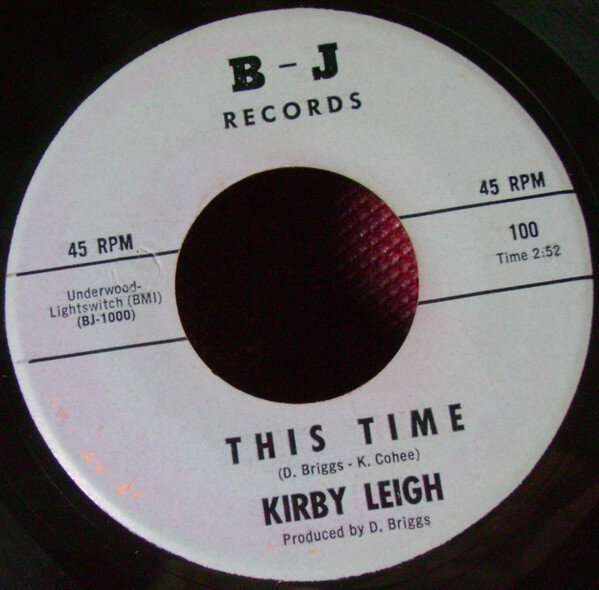 B-J
RECORDS
45 RPM
45 RPM
Underwood-
Lightswitch (BMI)
(BJ-1000)
100
Time 2:52
THIS TIME
(D. Briggs - K. Cohee)
KIRBY LEIGH
Produced by D. Briggs